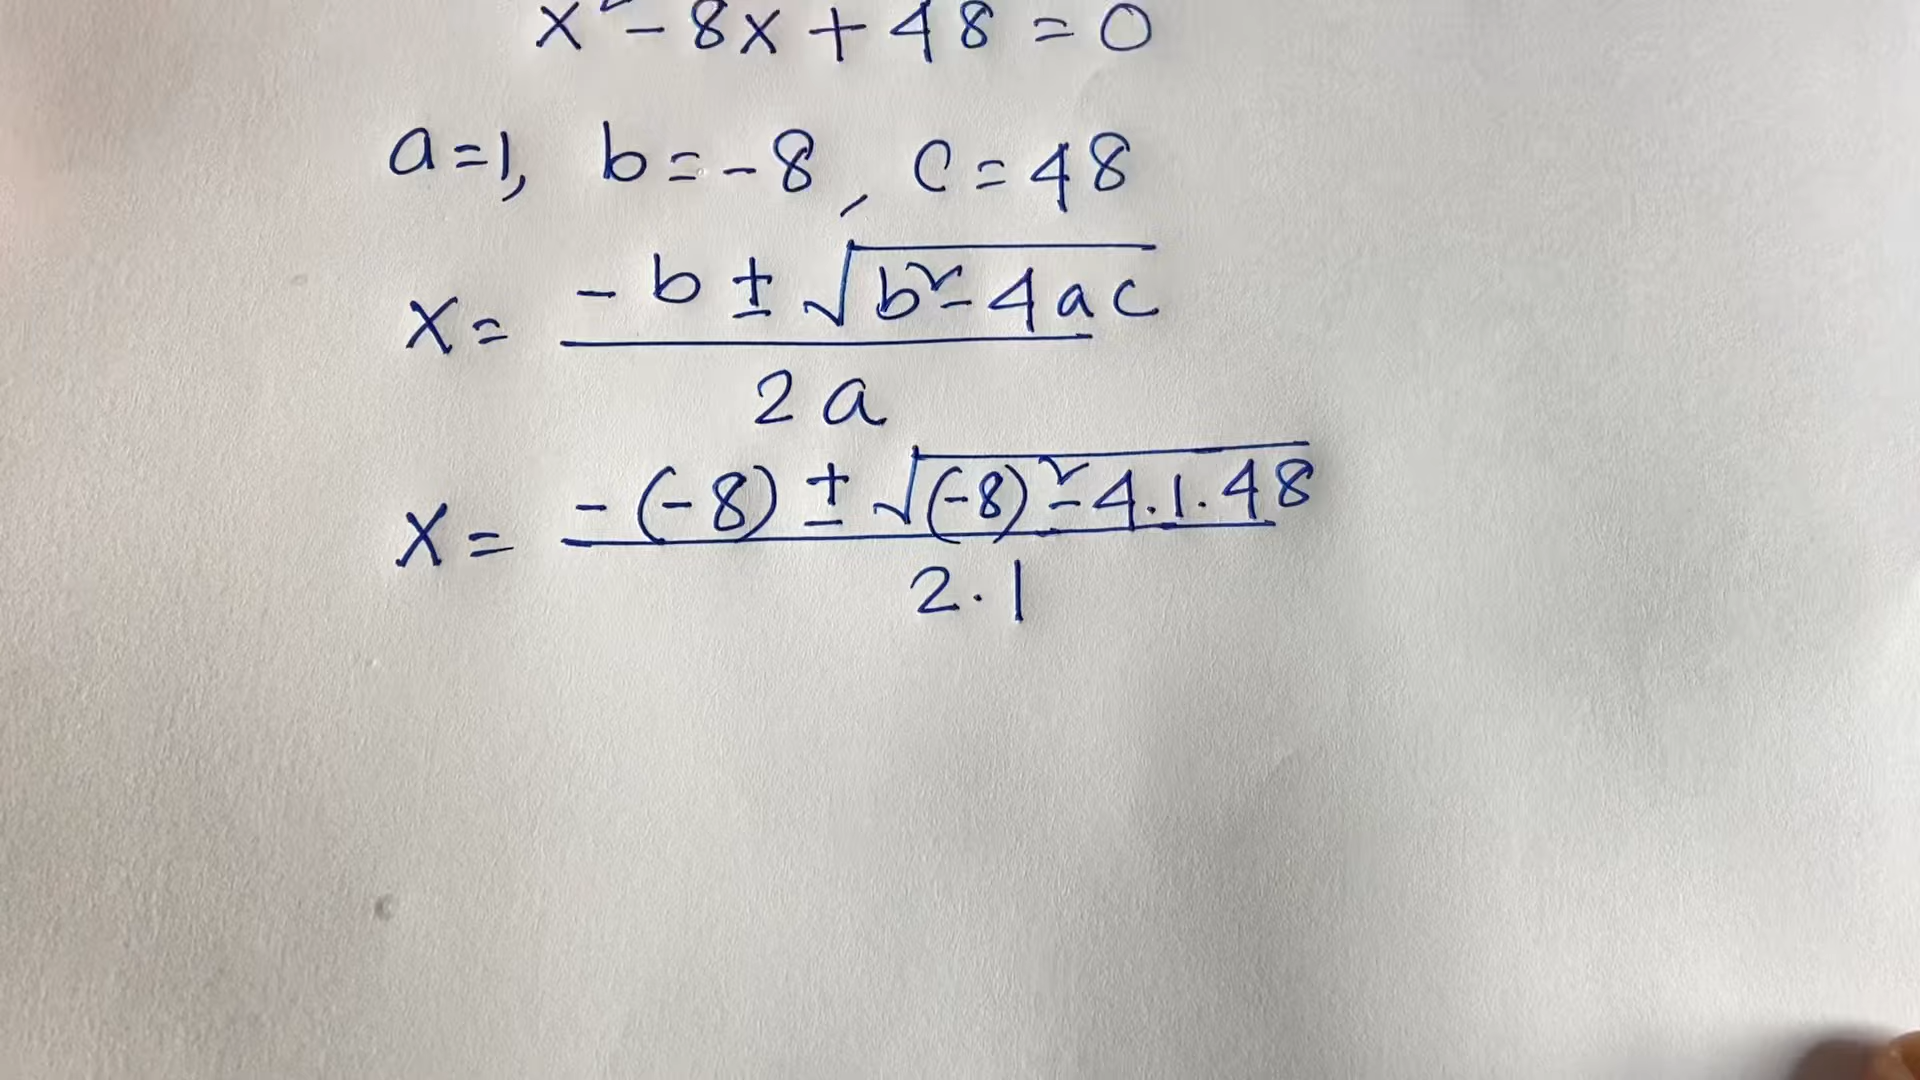 x² - 8x + 48 = 0
a = 1, b = -8, c = 48
x = (-b ± √(b² - 4ac)) / 2a
x = (-(-8) ± √((-8)² - 4.1.48)) / 2.1